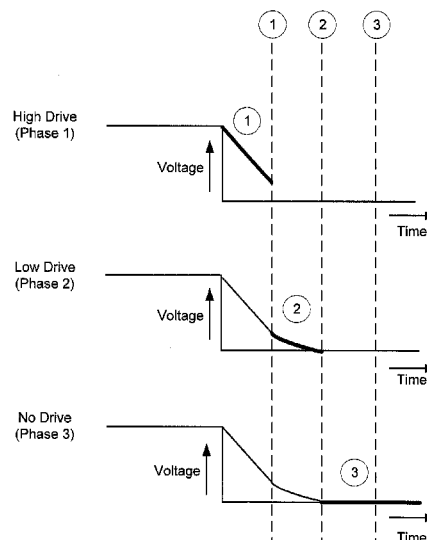 1 2 3
High Drive
(Phase 1)
1
Voltage
Time
Low Drive
(Phase 2)
2
Voltage
Time
No Drive
(Phase 3)
3
Voltage
Time